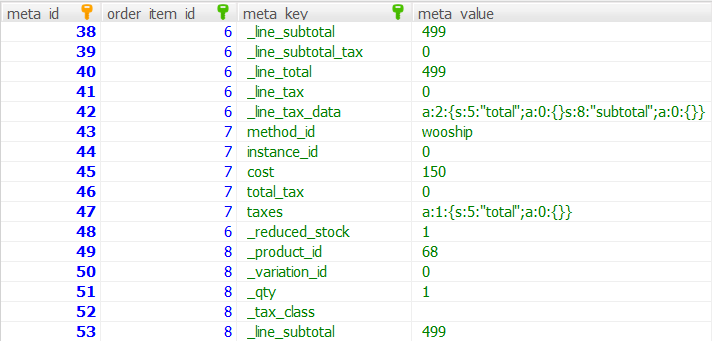 meta_id order_item_id meta_key meta_value
38 6 _line_subtotal 499
39 6 _line_subtotal_tax 0
40 6 _line_total 499
41 6 _line_tax 0
42 6 _line_tax_data a:2:{s:5:"total";a:0:{}s:8:"subtotal";a:0:{}}
43 7 method_id wooship
44 7 instance_id 0
45 7 cost 150
46 7 total_tax 0
47 7 taxes a:1:{s:5:"total";a:0:{}}
48 6 _reduced_stock 1
49 8 _product_id 68
50 8 _variation_id 0
51 8 _qty 1
52 8 _tax_class
53 8 _line_subtotal 499